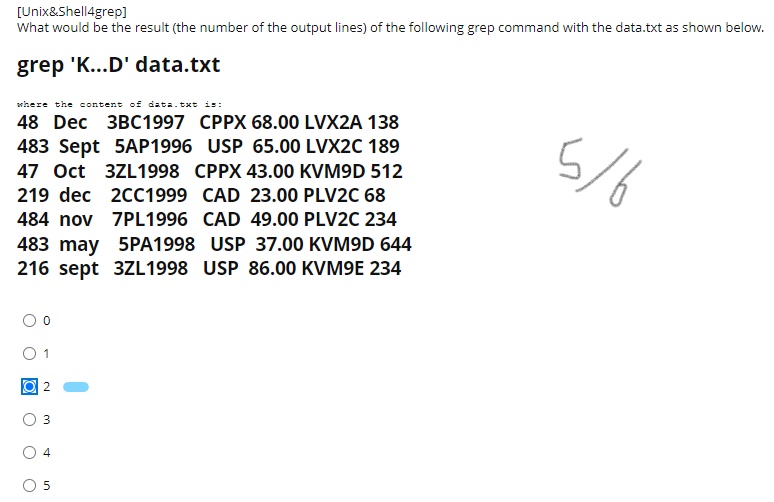 [Unix&Shell4grep]
What would be the result (the number of the output lines) of the following grep command with the data.txt as shown below.
grep 'K...D' data.txt
where the content of data.txt is:
48 Dec 3BC1997 CPPX 68.00 LVX2A 138
483 Sept 5AP1996 USP 65.00 LVX2C 189
47 Oct 3ZL1998 CPPX 43.00 KVM9D 512
219 dec 2CC1999 CAD 23.00 PLV2C 68
484 nov 7PL1996 CAD 49.00 PLV2C 234
483 may 5PA1998 USP 37.00 KVM9D 644
216 sept 3ZL1998 USP 86.00 KVM9E 234
5/6
0
1
2
3
4
5